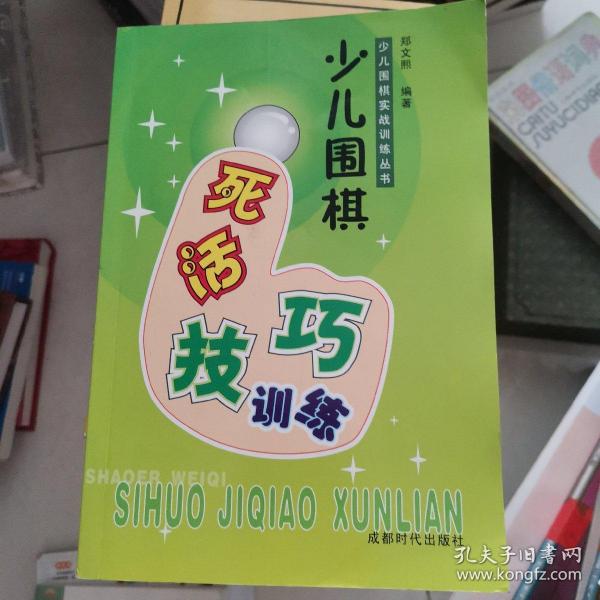 郑文熙 编著
少儿围棋实战训练丛书
少儿围棋
死活
技巧
训练
SHAOER WEIQI
SIHUO JIQIAO XUNLIAN
成都时代出版社
CAITU
孔夫子旧书网
www.kongfz.com